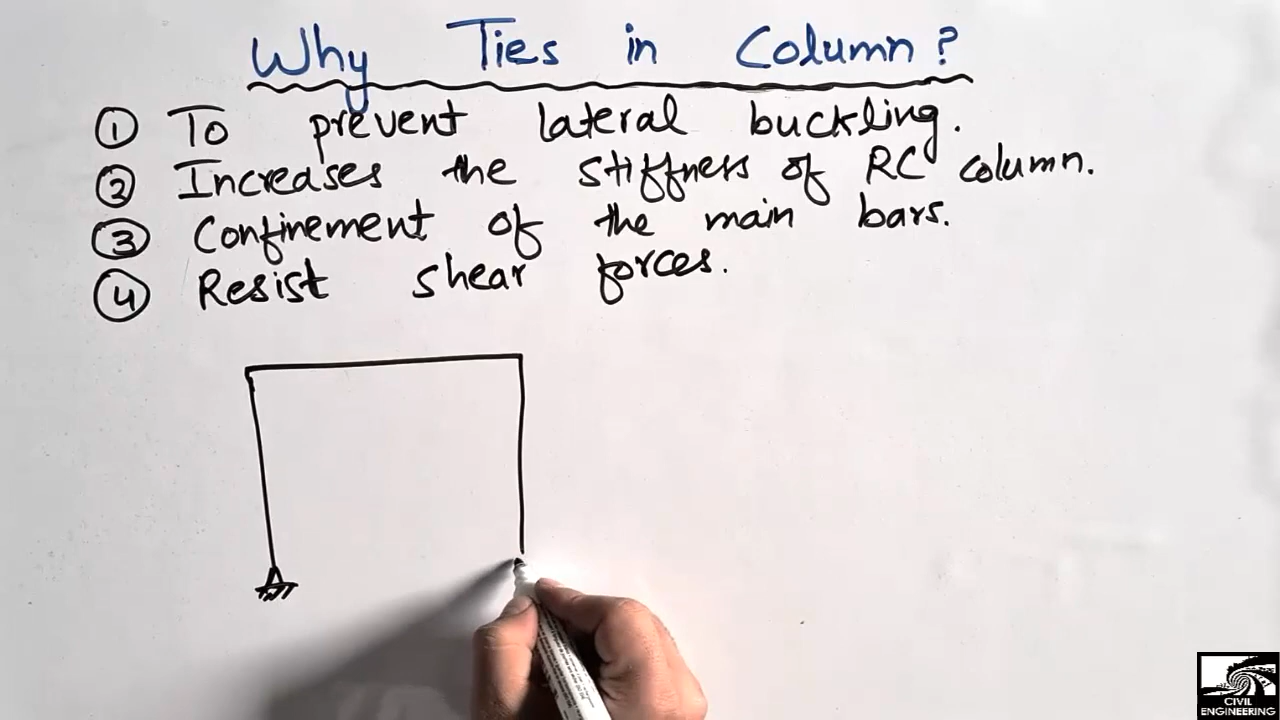 Why Ties in Column?
① To prevent lateral buckling.
② Increases the stiffness of RC column.
③ Confinement of the main bars.
④ Resist shear forces.
CIVIL
ENGINEERING